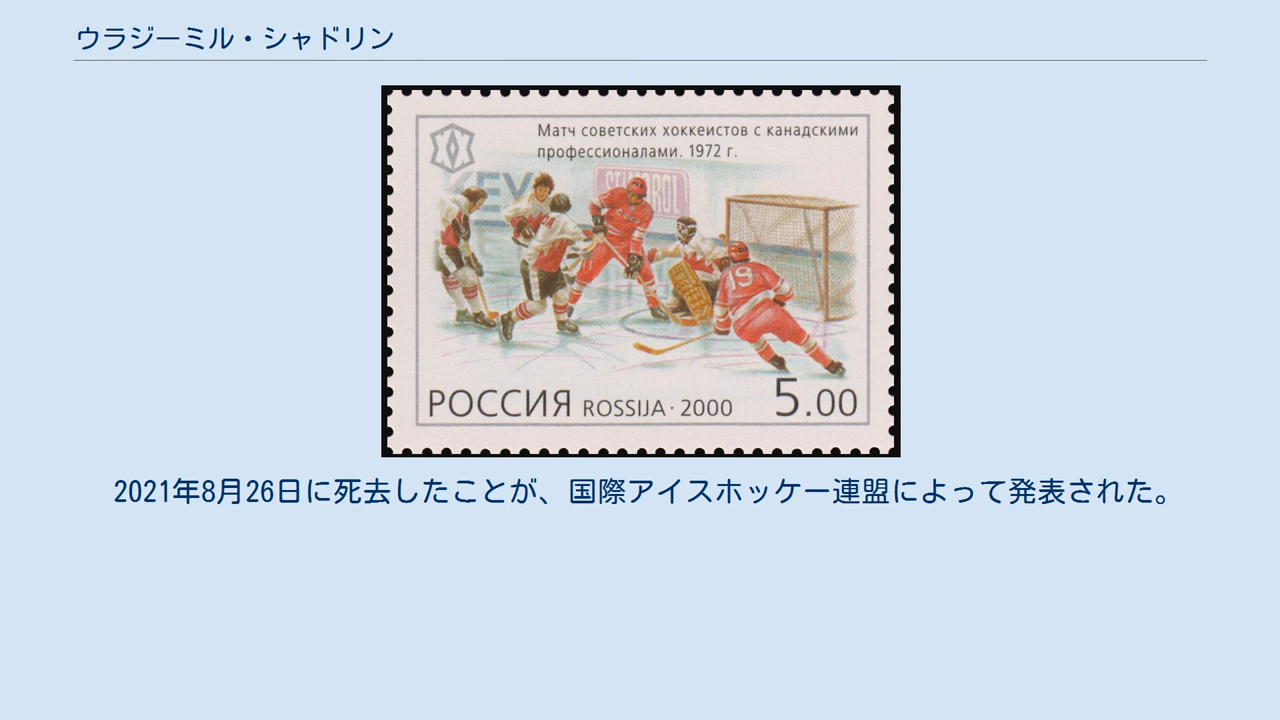 ウラジーミル・シャドリン
Матч советских хоккеистов с канадскими
профессионалами. 1972 г.
19
РОССИЯ ROSSIJA · 2000 5.00
2021年8月26日に死去したことが、国際アイスホッケー連盟によって発表された。